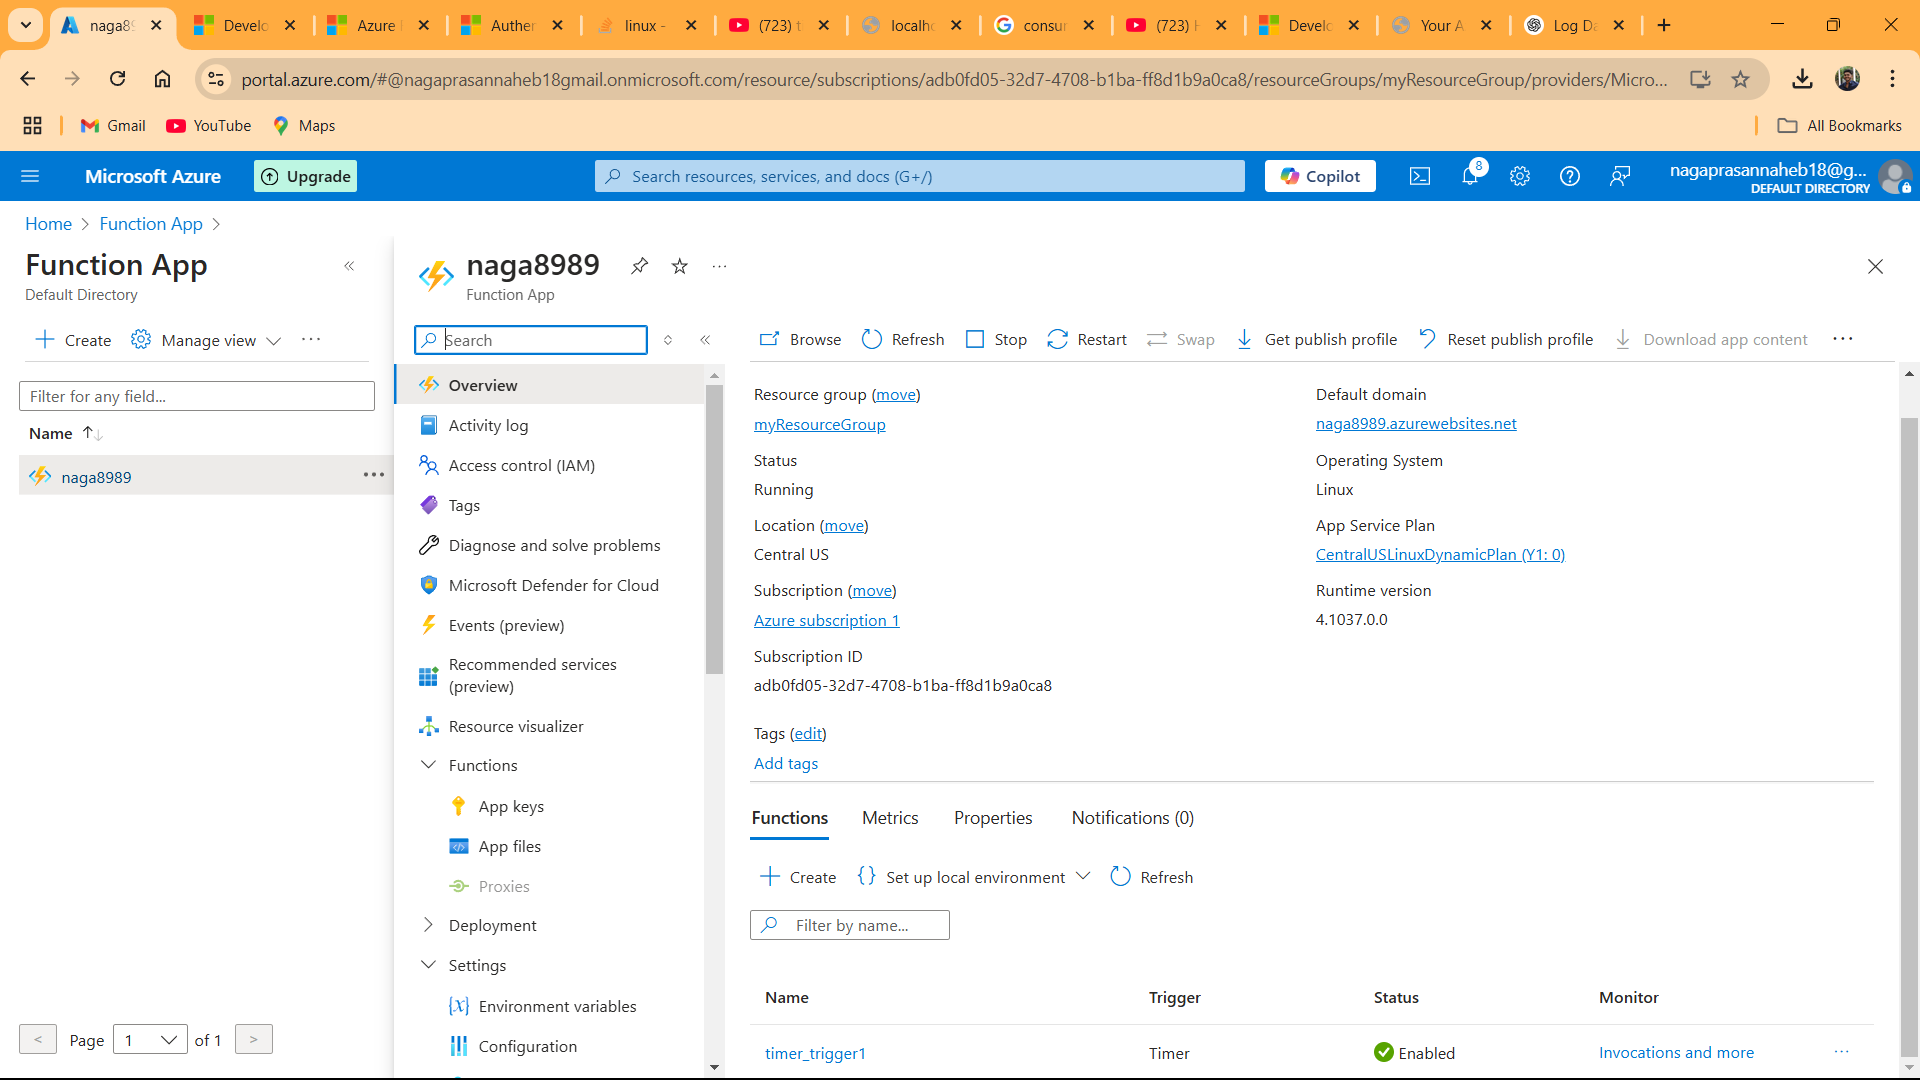 naga89
Develo
Azure
Auther
linux -
(723) t
localho
consur
(723) H
Develo
Your A
Log Da
portal.azure.com/#@nagaprasannaheb18gmail.onmicrosoft.com/resource/subscriptions/adb0fd05-32d7-4708-b1ba-ff8d1b9a0ca8/resourceGroups/myResourceGroup/providers/Micro...
Gmail
YouTube
Maps
All Bookmarks
Microsoft Azure
Upgrade
Search resources, services, and docs (G+/)
Copilot
8
nagaprasannaheb18@g...
DEFAULT DIRECTORY
Home
Function App
Function App
Default Directory
Create
Manage view
Filter for any field...
Name
naga8989
< Page 1 of 1 >
naga8989
Function App
Search
Overview
Activity log
Access control (IAM)
Tags
Diagnose and solve problems
Microsoft Defender for Cloud
Events (preview)
Recommended services
(preview)
Resource visualizer
Functions
App keys
App files
Proxies
Deployment
Settings
Environment variables
Configuration
Browse
Refresh
Stop
Restart
Swap
Get publish profile
Reset publish profile
Download app content
Resource group (move)
myResourceGroup
Status
Running
Location (move)
Central US
Subscription (move)
Azure subscription 1
Subscription ID
adb0fd05-32d7-4708-b1ba-ff8d1b9a0ca8
Tags (edit)
Add tags
Default domain
naga8989.azurewebsites.net
Operating System
Linux
App Service Plan
CentralUSLinuxDynamicPlan (Y1: 0)
Runtime version
4.1037.0.0
Functions
Metrics
Properties
Notifications (0)
Create
Set up local environment
Refresh
Filter by name...
Name
Trigger
Status
Monitor
timer_trigger1
Timer
Enabled
Invocations and more